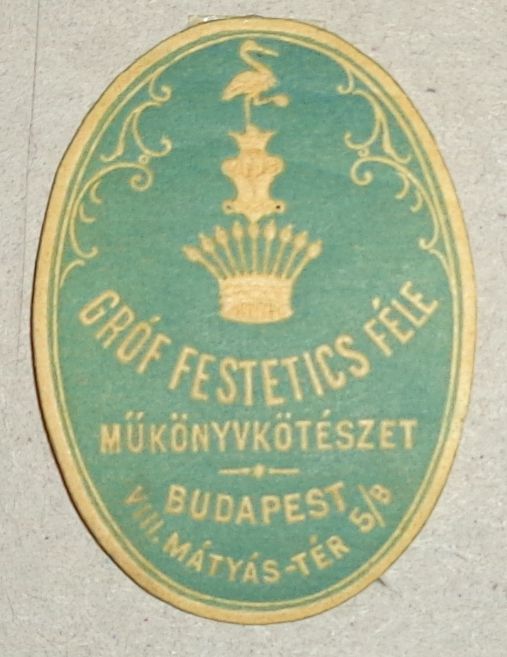 GRÓF FESTETICS FÉLE
MŰKÖNYVKÖTÉSZET
BUDAPEST
VIII. MÁTYÁS-TÉR 5/B